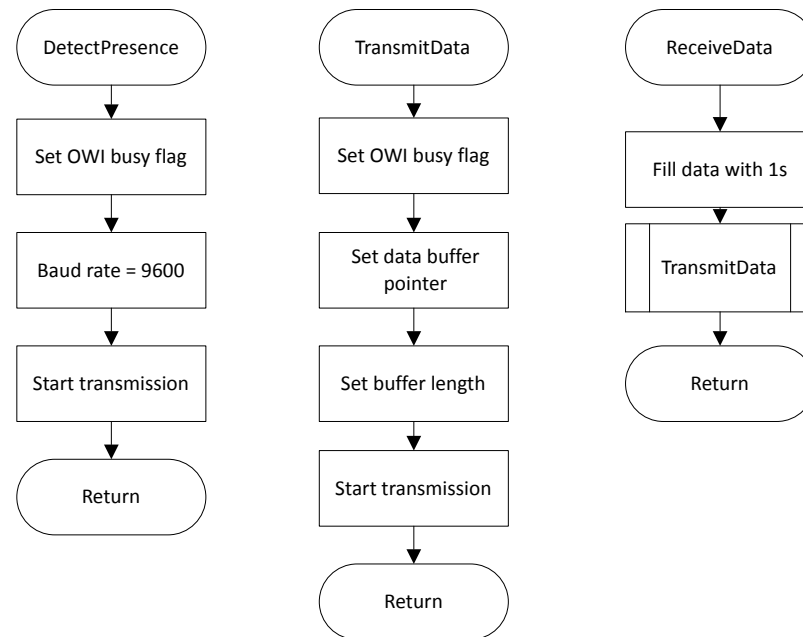 DetectPresence
Set OWI busy flag
Baud rate = 9600
Start transmission
Return
TransmitData
Set OWI busy flag
Set data buffer
pointer
Set buffer length
Start transmission
Return
ReceiveData
Fill data with 1s
TransmitData
Return